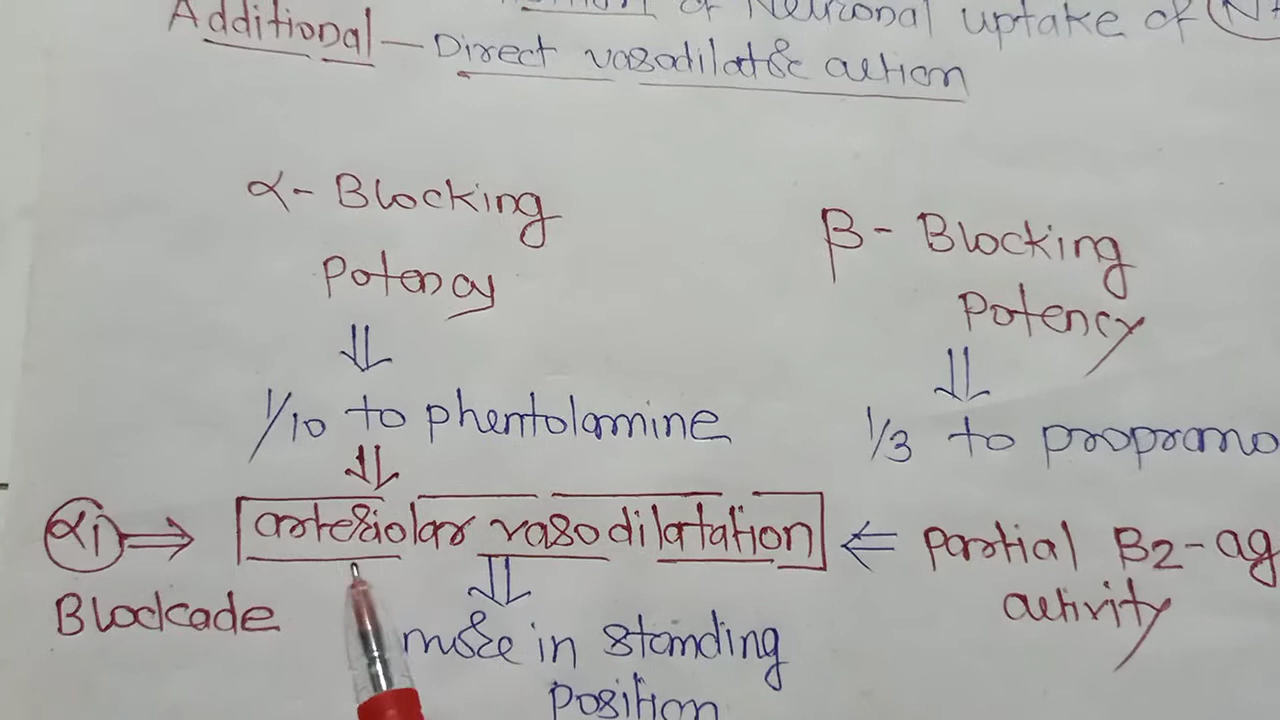 of Neuronal uptake of
Additional — Direct vasodilator action
α- Blocking
Potency
β- Blocking
Potency
⇓
⇓
1/10 to phentolamine
1/3 to proprano
⇓
α1 ⇒ arteriolar vasodilatation ⇐ partial β2-ag
Blockade
activity
⇓
more in standing
Position